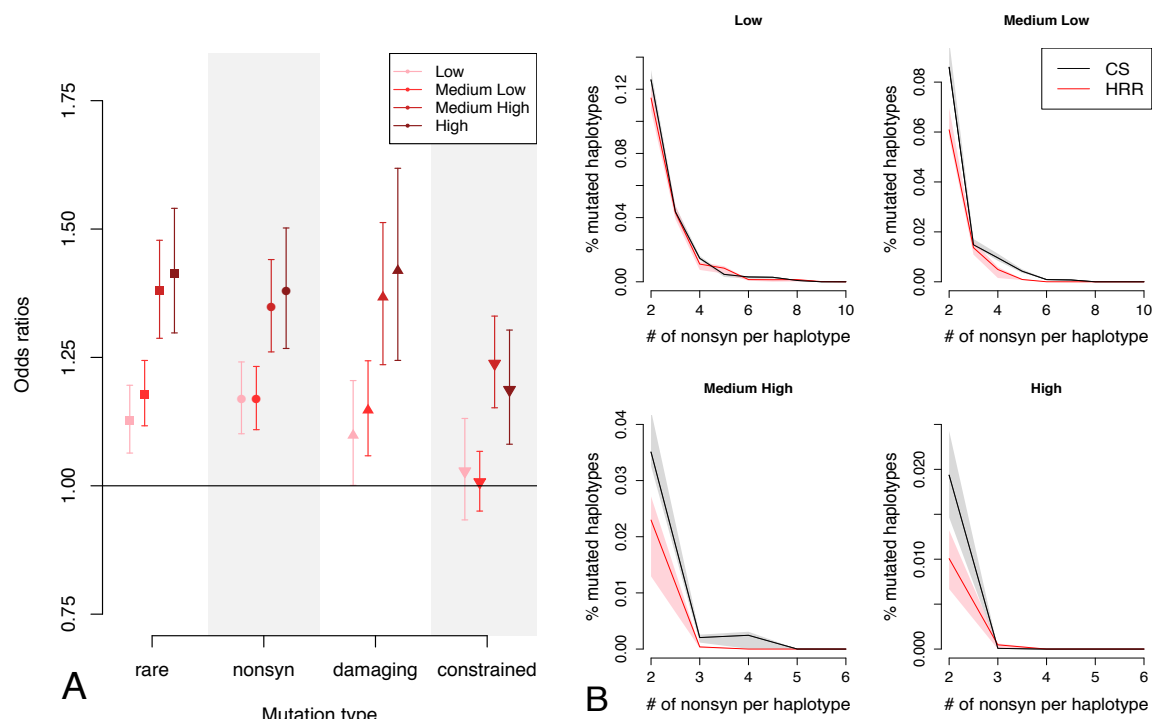 Odds ratios
0.75
1.00
1.25
1.50
1.75
Low
Medium Low
Medium High
High
rare
nonsyn
damaging
constrained
Mutation type
A
Low
% mutated haplotypes
0.00
0.04
0.08
0.12
2
4
6
8
10
# of nonsyn per haplotype
Medium Low
CS
HRR
% mutated haplotypes
0.00
0.02
0.04
0.06
0.08
2
4
6
8
10
# of nonsyn per haplotype
Medium High
% mutated haplotypes
0.00
0.01
0.02
0.03
0.04
2
3
4
5
6
# of nonsyn per haplotype
High
% mutated haplotypes
0.000
0.010
0.020
2
3
4
5
6
# of nonsyn per haplotype
B